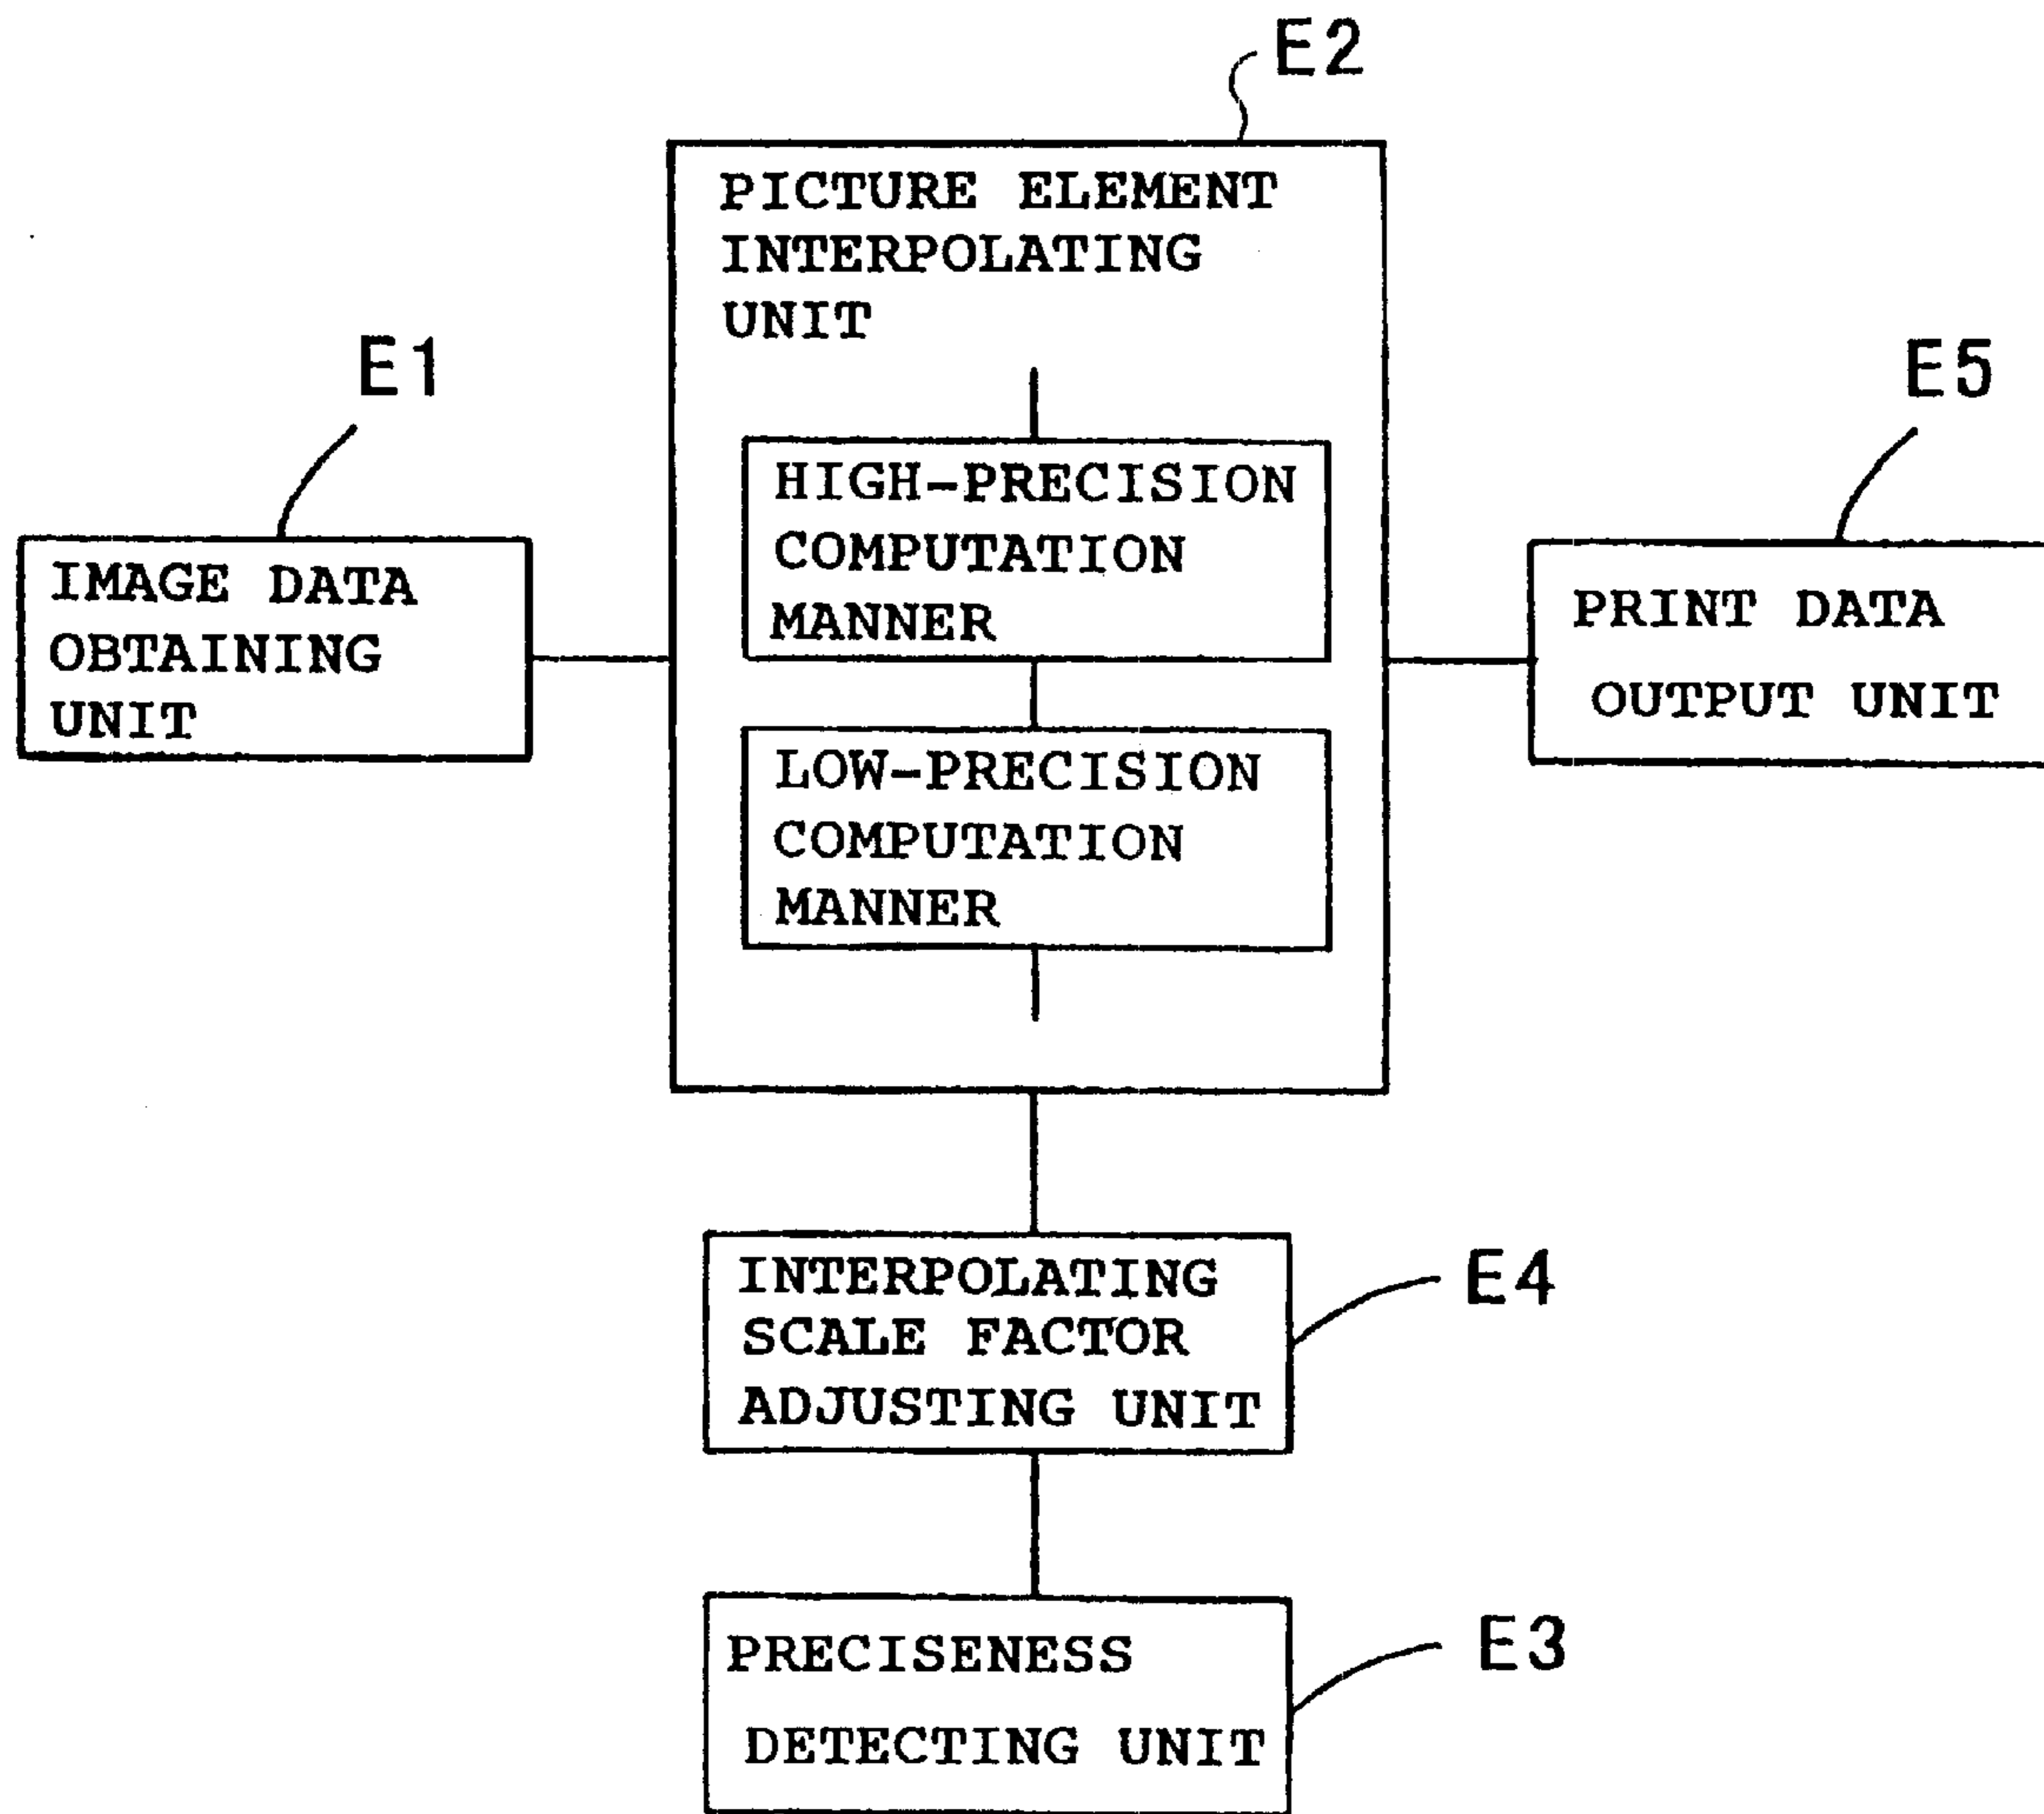 E2
PICTURE ELEMENT
INTERPOLATING
UNIT
E1
E5
HIGH-PRECISION
COMPUTATION
MANNER
IMAGE DATA
OBTAINING
UNIT
PRINT DATA
OUTPUT UNIT
LOW-PRECISION
COMPUTATION
MANNER
INTERPOLATING
SCALE FACTOR
ADJUSTING UNIT
E4
PRECISENESS
DETECTING UNIT
E3